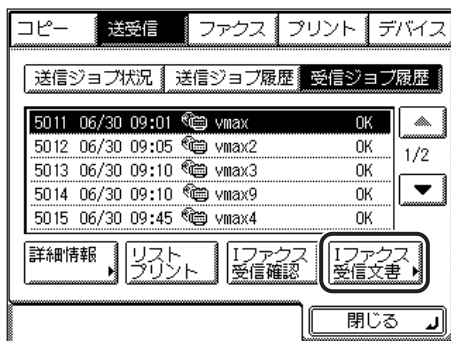 コピー 送受信 ファクス プリント デバイス
送信ジョブ状況 送信ジョブ履歴 受信ジョブ履歴
5011 06/30 09:01 vmax OK
5012 06/30 09:05 vmax2 OK
5013 06/30 09:10 vmax3 OK
5014 06/30 09:10 vmax9 OK
5015 06/30 09:45 vmax4 OK
1/2
詳細情報 リスト Iファクス Iファクス
プリント 受信確認 受信文書
閉じる